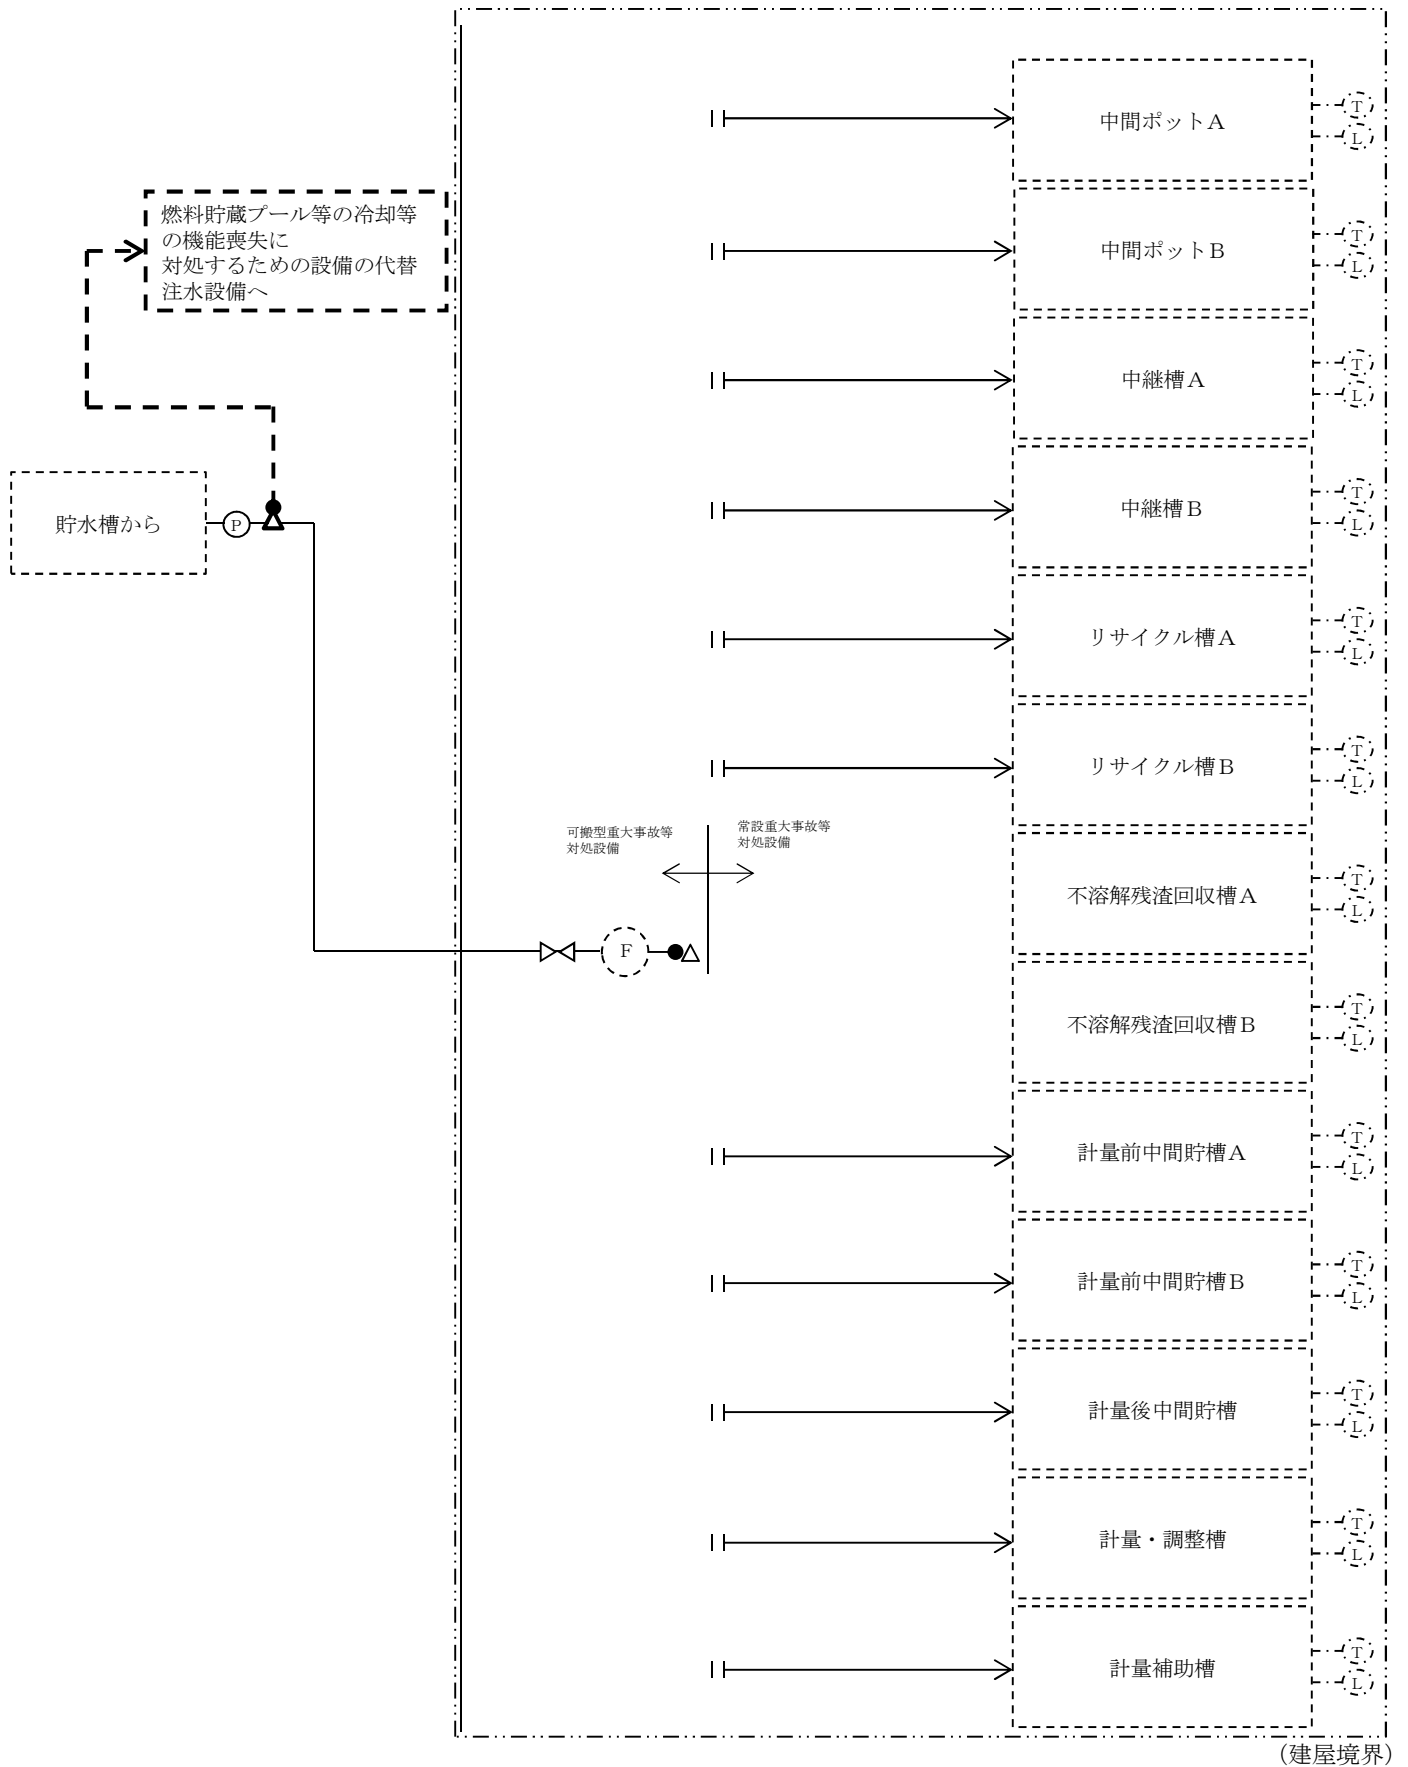 中間ポットA
T
L
中間ポットB
T
L
燃料貯蔵プール等の冷却等
の機能喪失に
対処するための設備の代替
注水設備へ
中継槽A
T
L
貯水槽から
P
中継槽B
T
L
リサイクル槽A
T
L
リサイクル槽B
T
L
可搬型重大事故等
対処設備
常設重大事故等
対処設備
F
不溶解残渣回収槽A
T
L
不溶解残渣回収槽B
T
L
計量前中間貯槽A
T
L
計量前中間貯槽B
T
L
計量後中間貯槽
T
L
計量・調整槽
T
L
計量補助槽
T
L
（建屋境界）